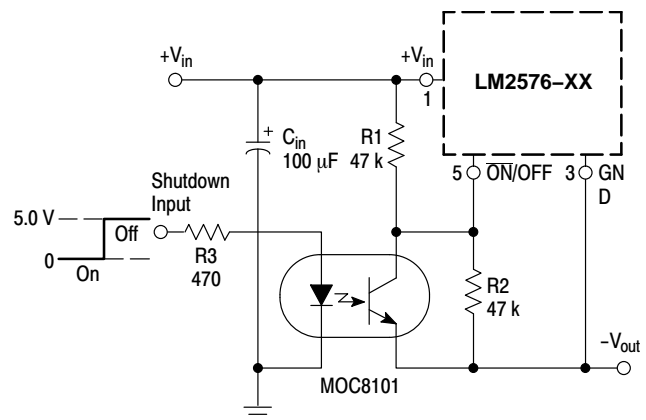 +Vin
+Vin
1
LM2576–XX
Cin
100 μF
+
R1
47 k
5
ON/OFF
3
GN
D
Shutdown
Input
5.0 V
Off
0
On
R3
470
R2
47 k
MOC8101
–Vout